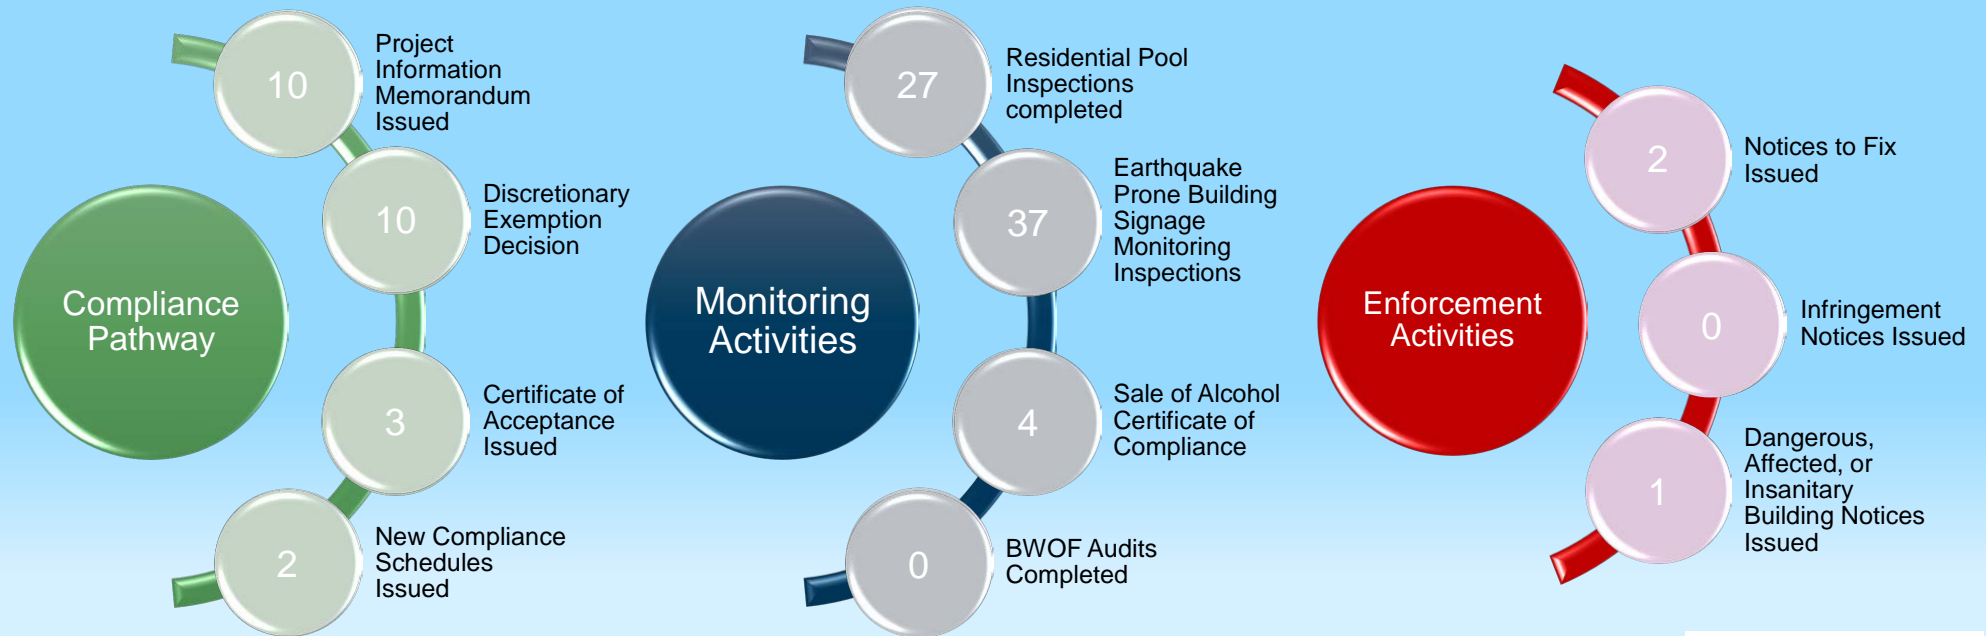 Compliance
Pathway
10
Project
Information
Memorandum
Issued
10
Discretionary
Exemption
Decision
3
Certificate of
Acceptance
Issued
2
New Compliance
Schedules
Issued
Monitoring
Activities
27
Residential Pool
Inspections
completed
37
Earthquake
Prone Building
Signage
Monitoring
Inspections
4
Sale of Alcohol
Certificate of
Compliance
0
BWOF Audits
Completed
Enforcement
Activities
2
Notices to Fix
Issued
0
Infringement
Notices Issued
1
Dangerous,
Affected, or
Insanitary
Building Notices
Issued